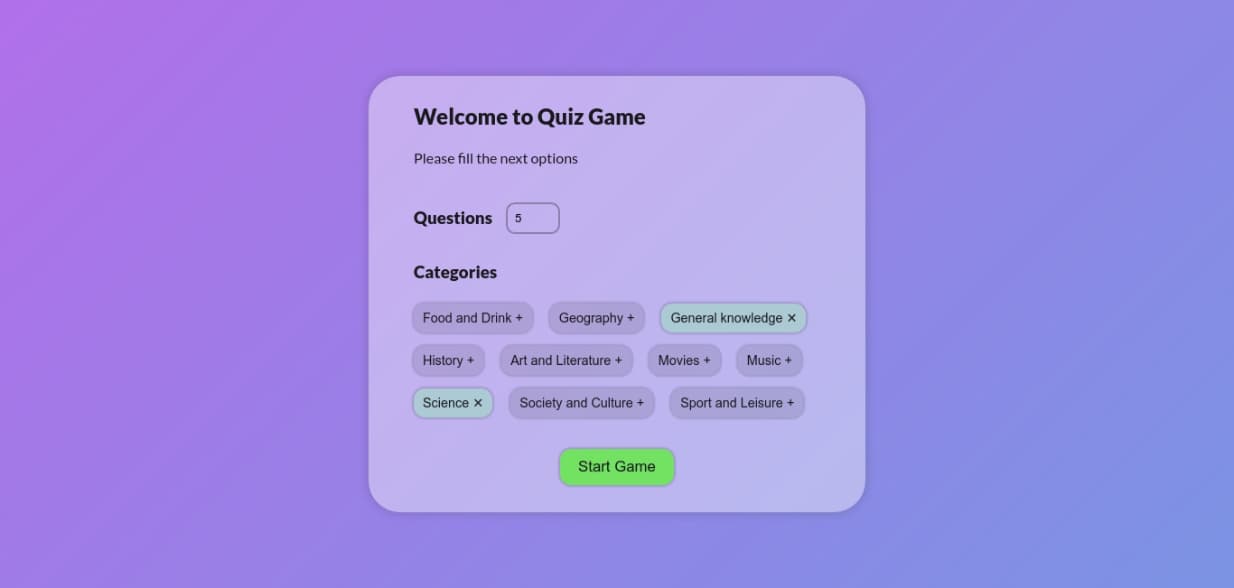 Welcome to Quiz Game
Please fill the next options
Questions 5
Categories
Food and Drink + Geography + General knowledge ✕
History + Art and Literature + Movies + Music +
Science ✕ Society and Culture + Sport and Leisure +
Start Game